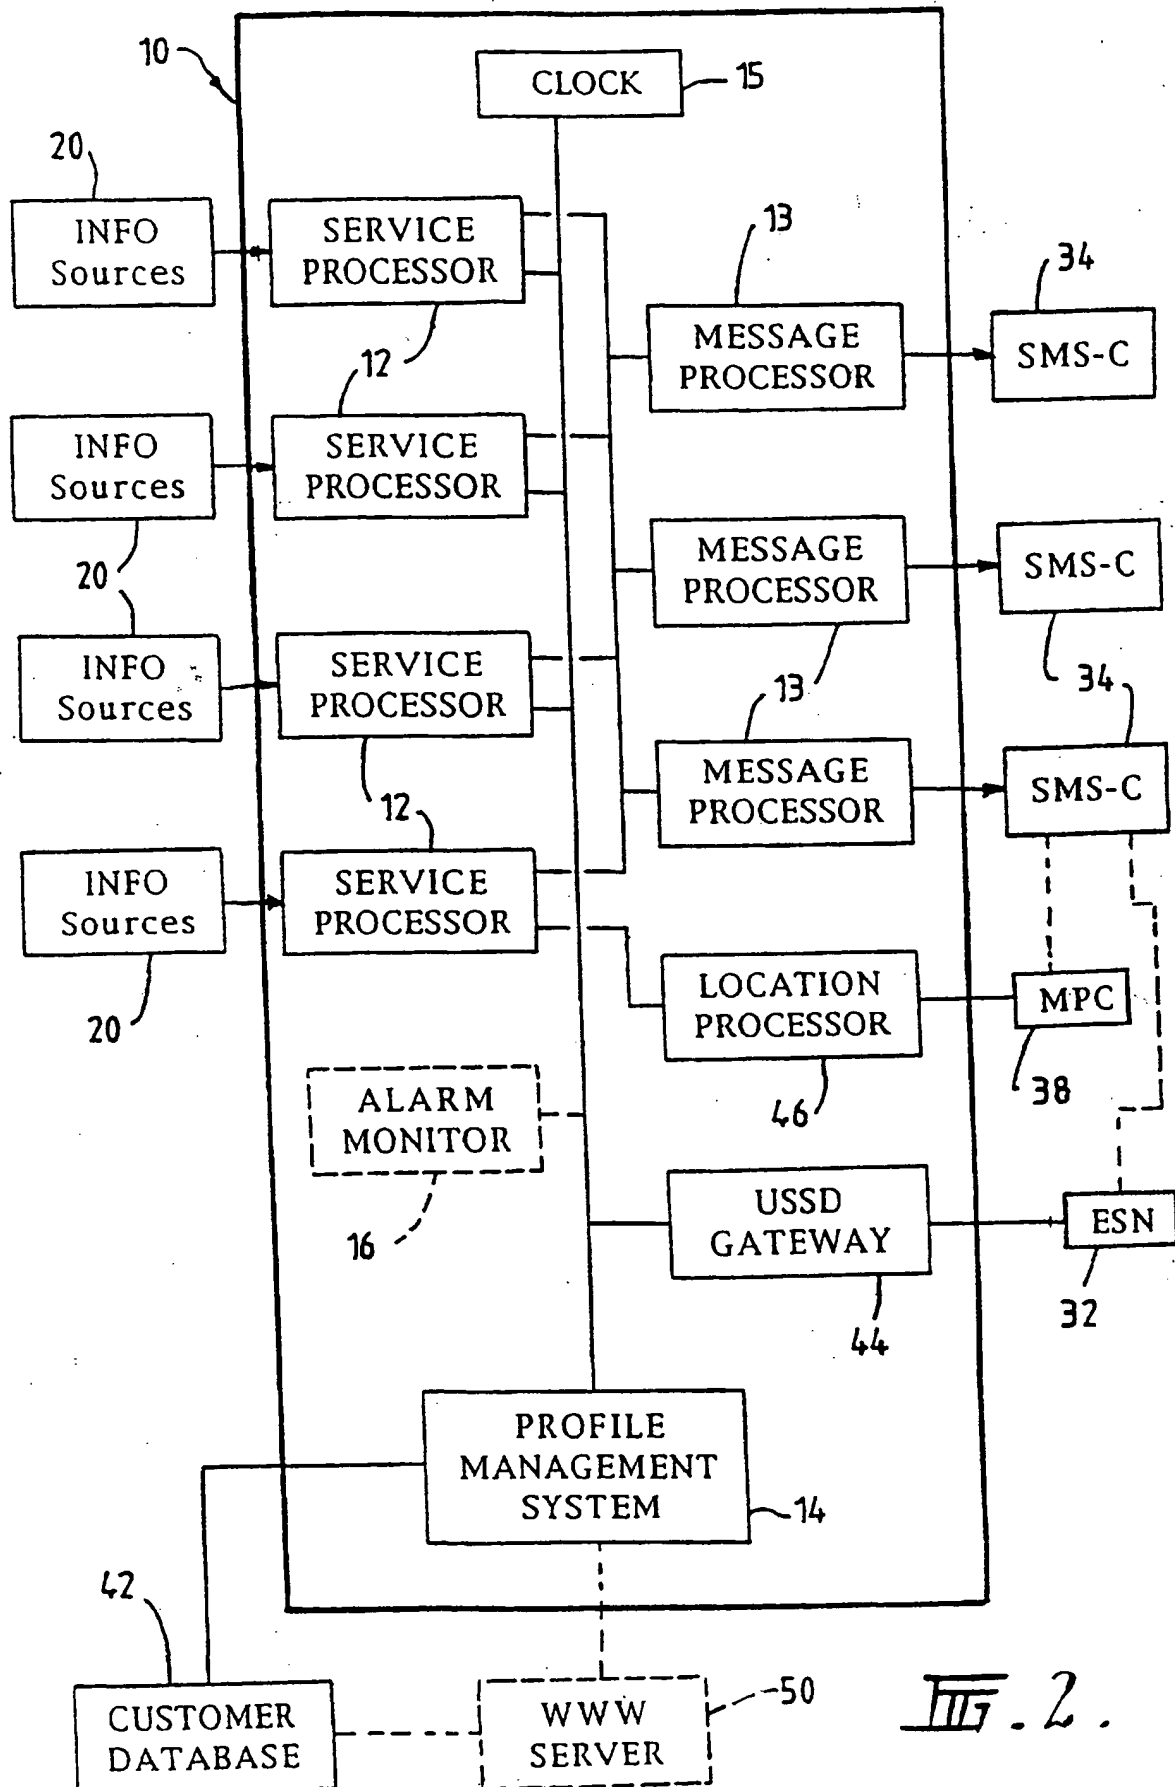 10
CLOCK
15
20
INFO
Sources
SERVICE
PROCESSOR
13
34
MESSAGE
PROCESSOR
SMS-C
12
INFO
Sources
SERVICE
PROCESSOR
20
MESSAGE
PROCESSOR
SMS-C
INFO
Sources
SERVICE
PROCESSOR
13
34
12
MESSAGE
PROCESSOR
SMS-C
INFO
Sources
SERVICE
PROCESSOR
20
LOCATION
PROCESSOR
MPC
38
46
ALARM
MONITOR
16
USSD
GATEWAY
ESN
32
44
PROFILE
MANAGEMENT
SYSTEM
14
42
CUSTOMER
DATABASE
WWW
SERVER
50
FIG. 2.